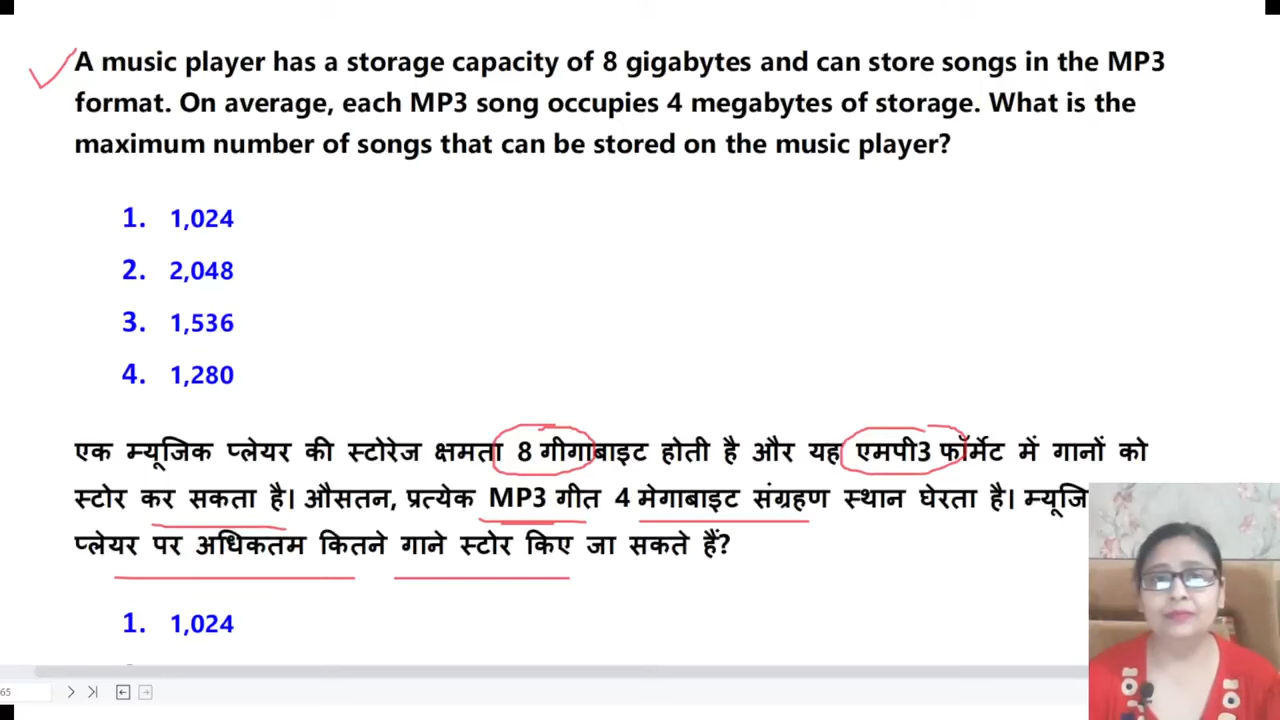 A music player has a storage capacity of 8 gigabytes and can store songs in the MP3
format. On average, each MP3 song occupies 4 megabytes of storage. What is the
maximum number of songs that can be stored on the music player?
1. 1,024
2. 2,048
3. 1,536
4. 1,280
एक म्यूजिक प्लेयर की स्टोरेज क्षमता 8 गीगाबाइट होती है और यह एमपी3 फॉर्मेट में गानों को
स्टोर कर सकता है। औसतन, प्रत्येक MP3 गीत 4 मेगाबाइट संग्रहण स्थान घेरता है। म्यूजि
प्लेयर पर अधिकतम कितने गाने स्टोर किए जा सकते हैं?
1. 1,024
65